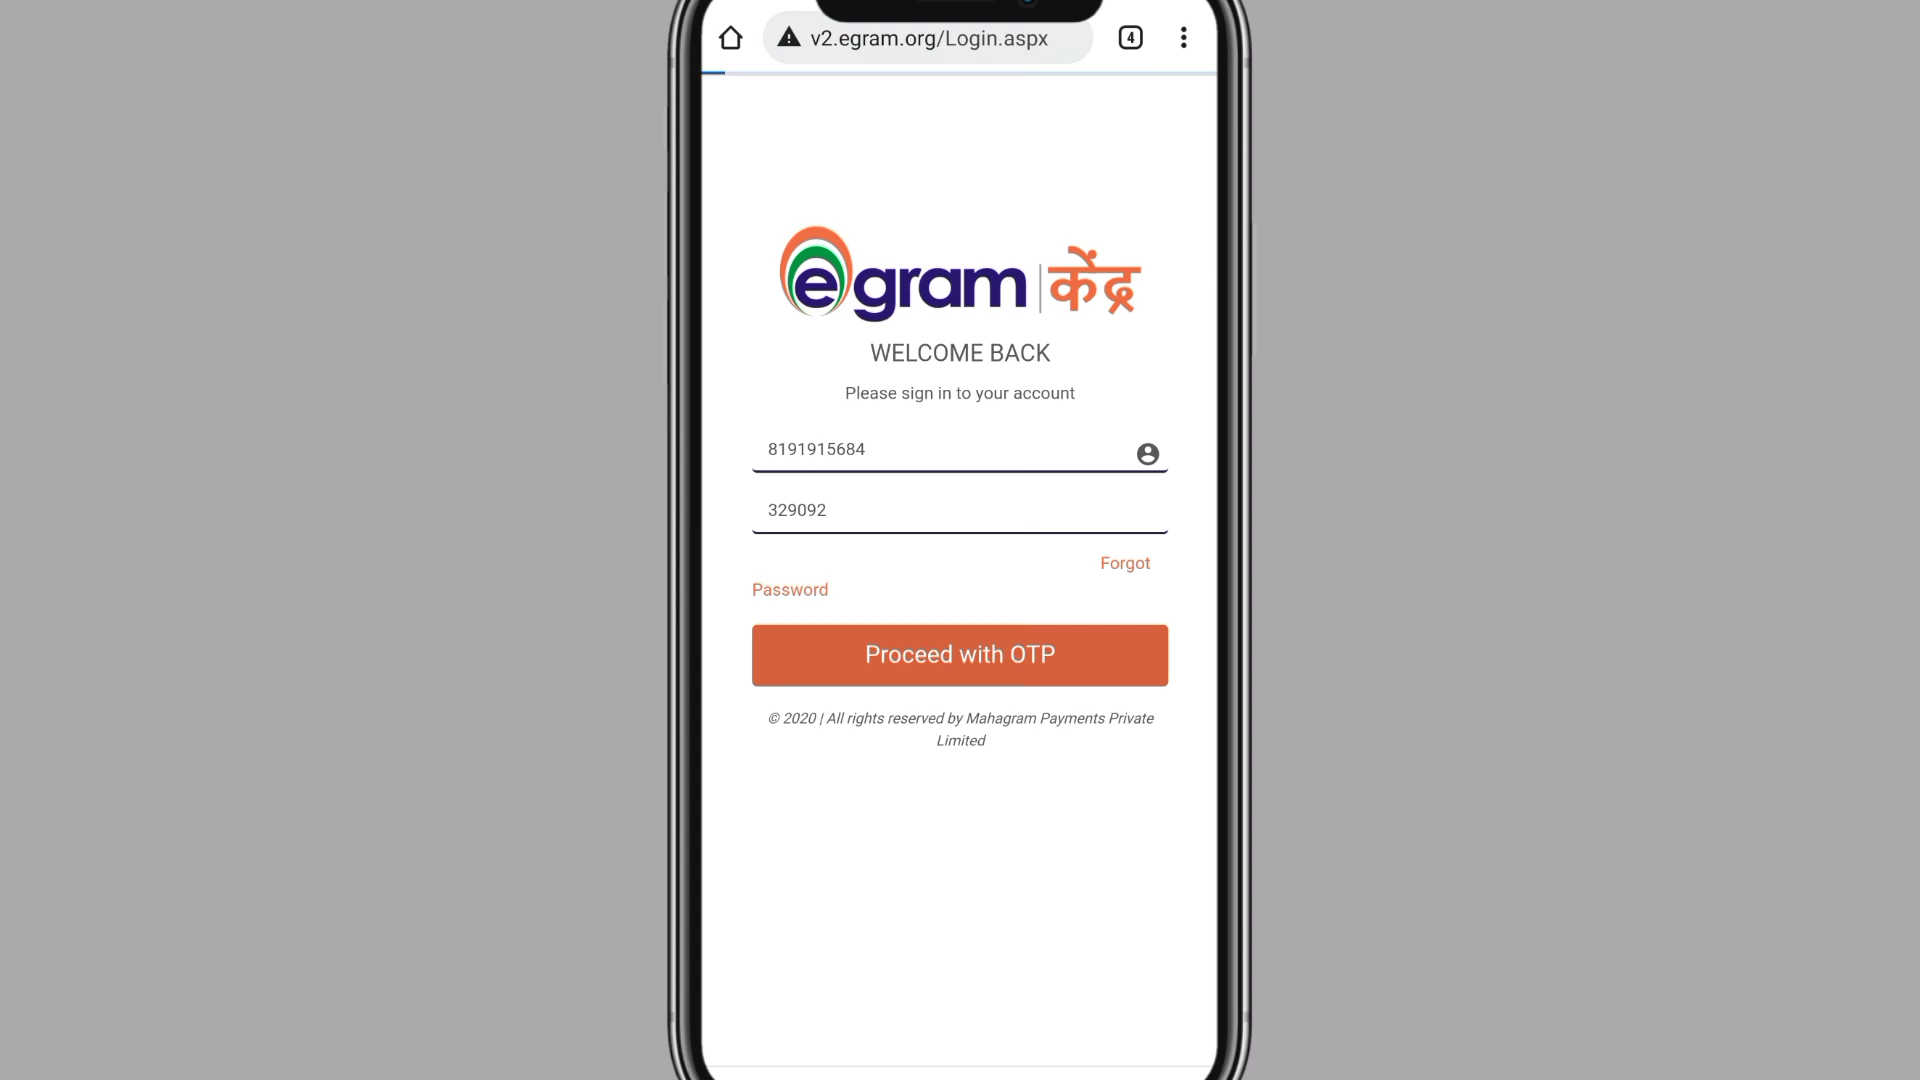 v2.egram.org/Login.aspx
4
egram | केंद्र
WELCOME BACK
Please sign in to your account
8191915684
329092
Forgot
Password
Proceed with OTP
© 2020 | All rights reserved by Mahagram Payments Private
Limited